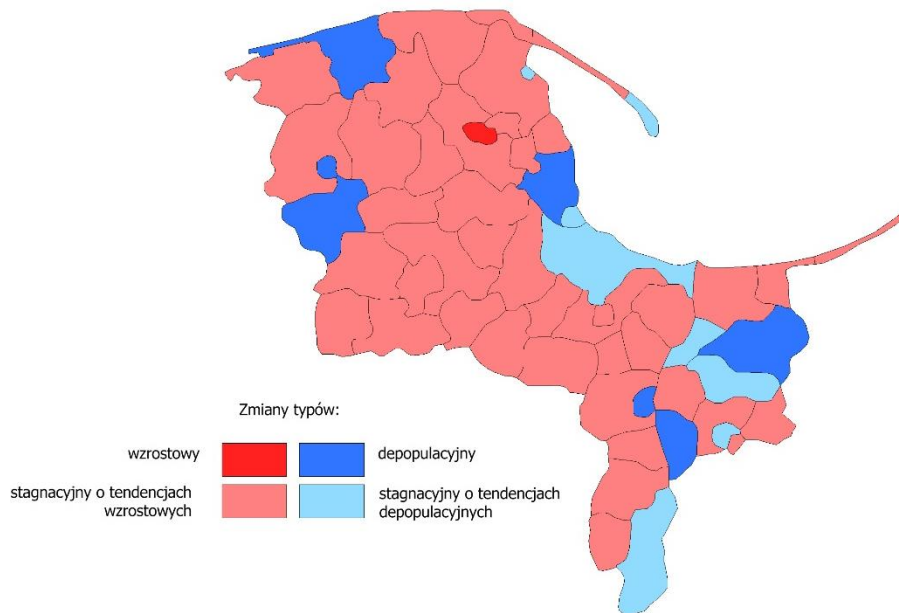 Zmiany typów:
wzrostowy
depopulacyjny
stagnacyjny o tendencjach
wzrostowych
stagnacyjny o tendencjach
depopulacyjnych